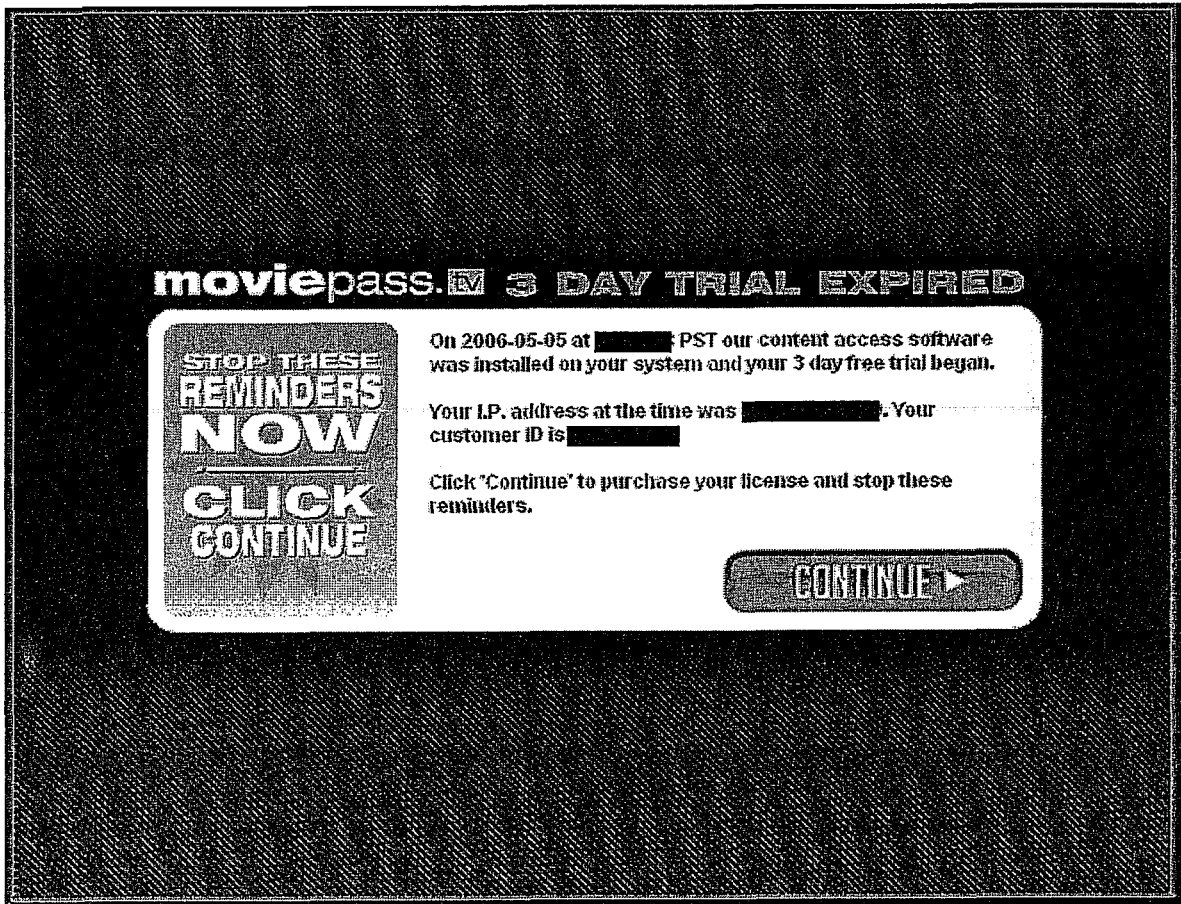 moviepass.tv 3 DAY TRIAL EXPIRED
STOP THESE
REMINDERS
NOW
CLICK
CONTINUE
On 2006-05-05 at PST our content access software
was installed on your system and your 3 day free trial began.
Your I.P. address at the time was . Your
customer ID is
Click "Continue" to purchase your license and stop these
reminders.
CONTINUE